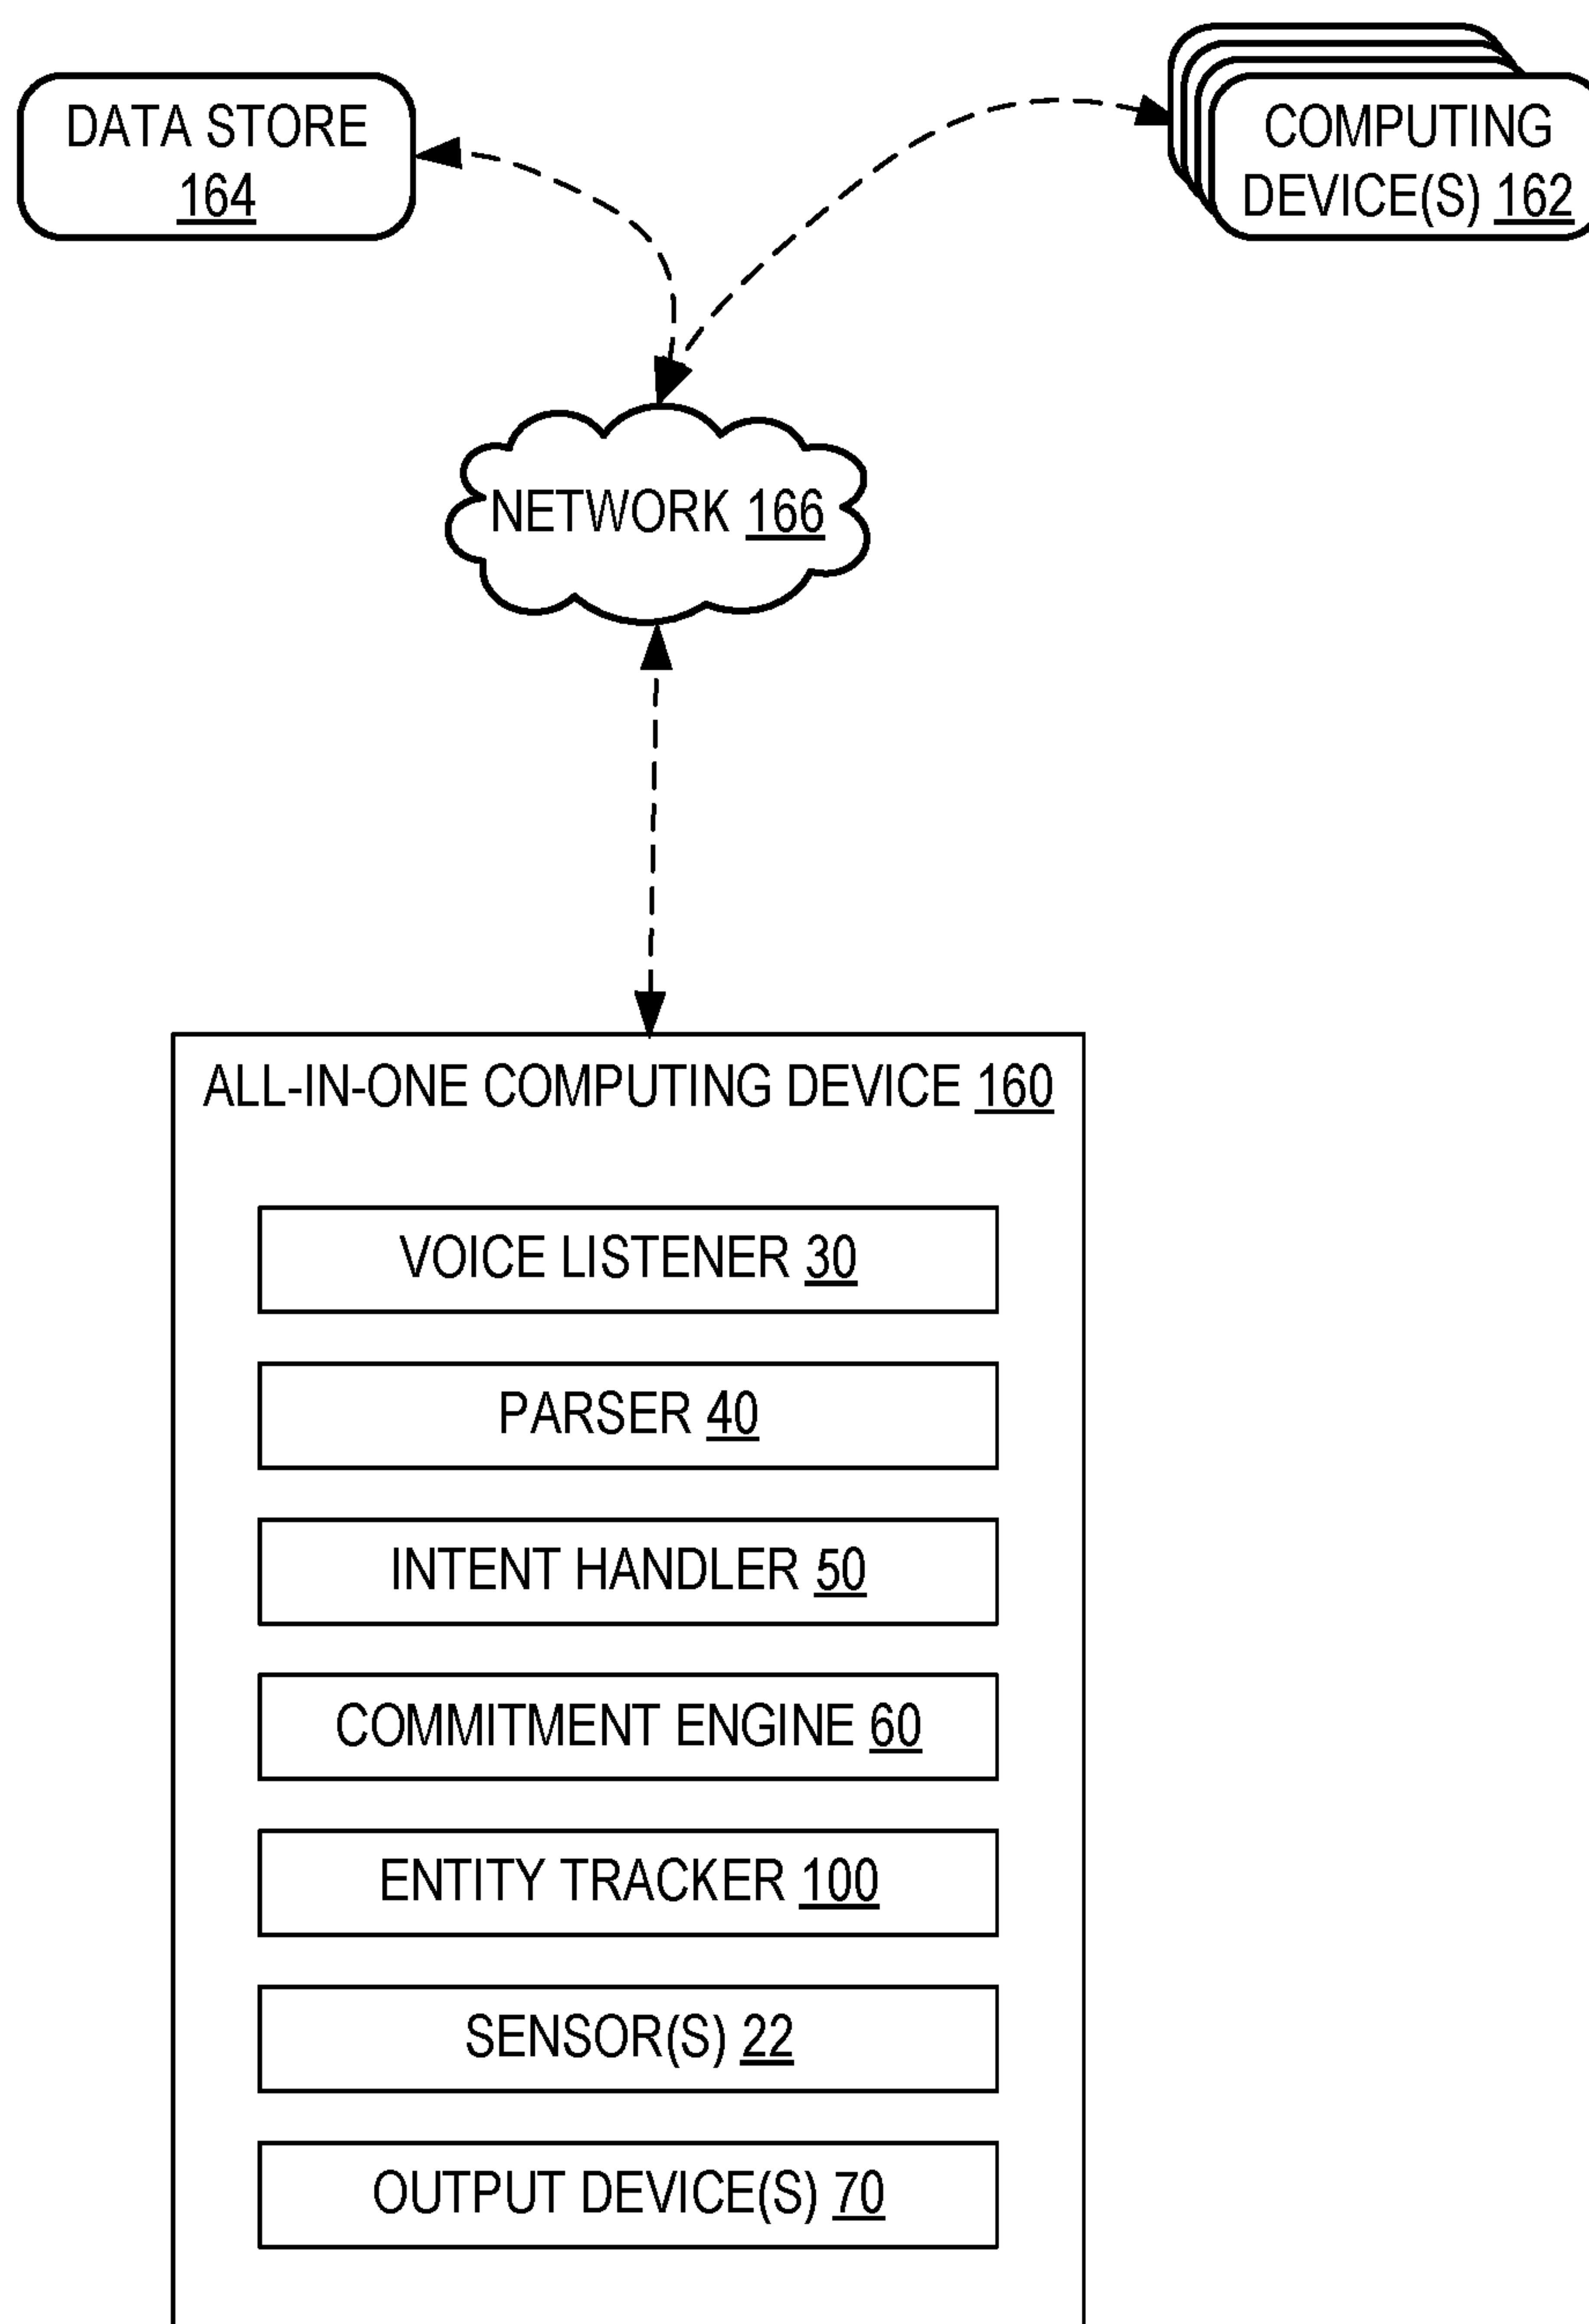 DATA STORE
164
COMPUTING
DEVICE(S) 162
NETWORK 166
ALL-IN-ONE COMPUTING DEVICE 160
VOICE LISTENER 30
PARSER 40
INTENT HANDLER 50
COMMITMENT ENGINE 60
ENTITY TRACKER 100
SENSOR(S) 22
OUTPUT DEVICE(S) 70